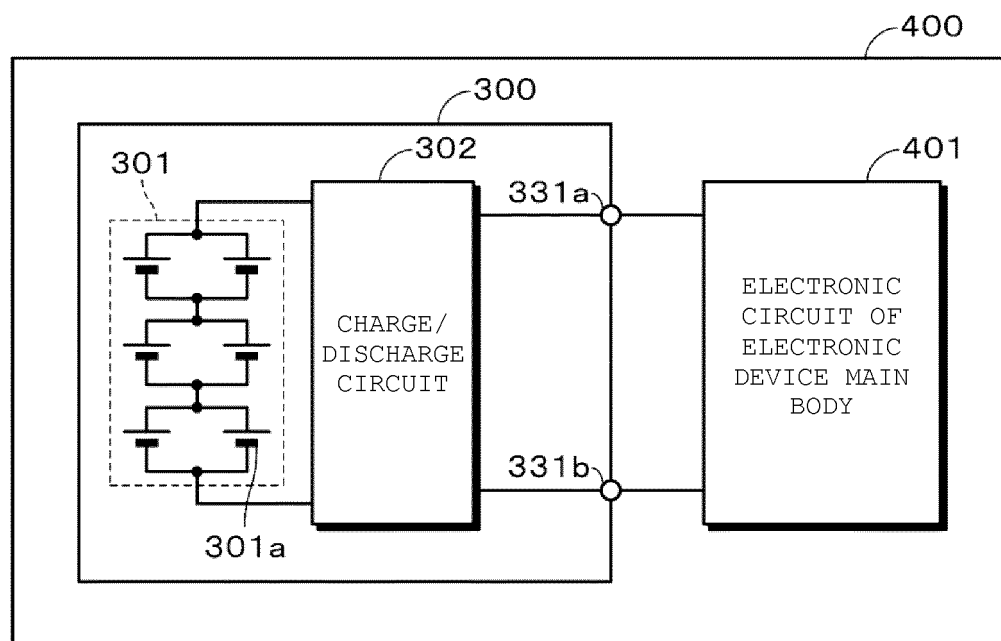 400
300
301
302
331a
401
CHARGE/
DISCHARGE
CIRCUIT
ELECTRONIC
CIRCUIT OF
ELECTRONIC
DEVICE MAIN
BODY
331b
301a